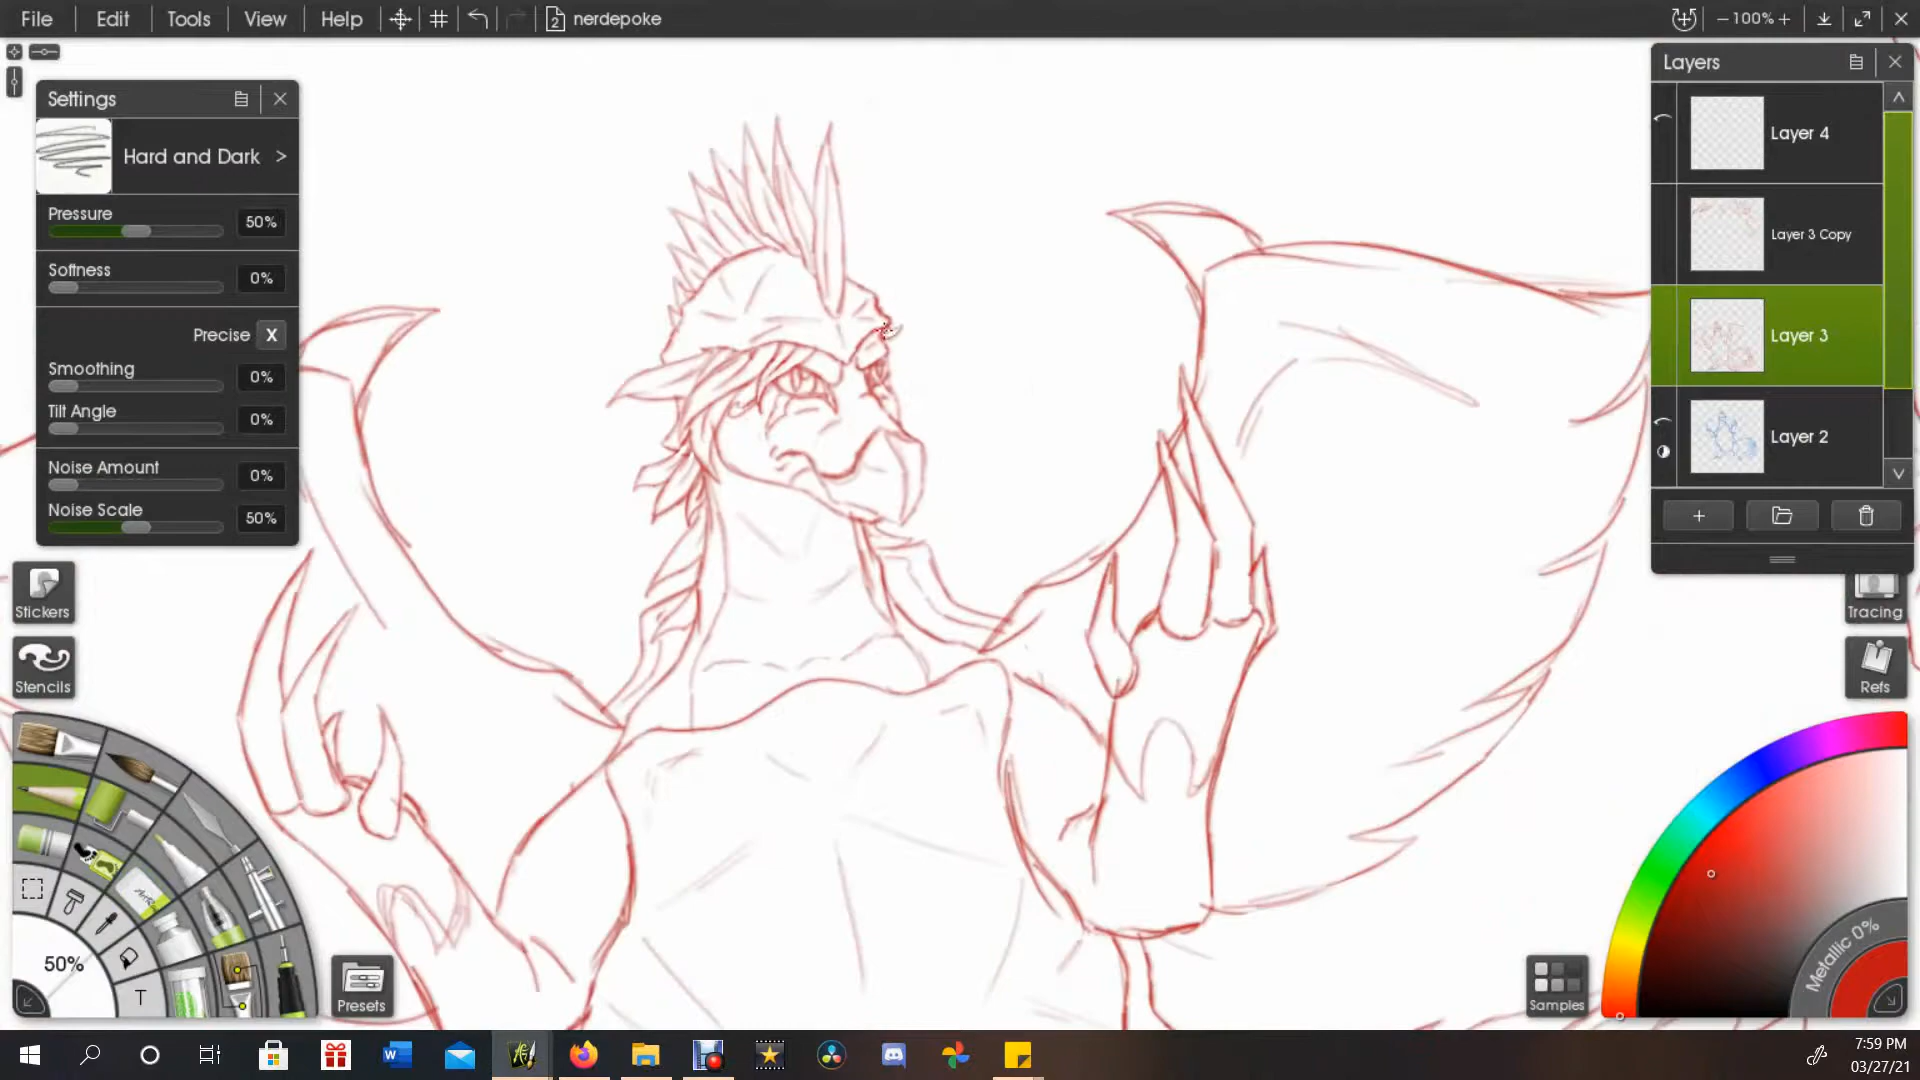 File Edit Tools View Help 2 nerdepoke −100%+
Settings
Hard and Dark >
Pressure 50%
Softness 0%
Precise X
Smoothing 0%
Tilt Angle 0%
Noise Amount 0%
Noise Scale 50%
Stickers
Stencils
50%
T
Presets
Layers
Layer 4
Layer 3 Copy
Layer 3
Layer 2
Tracing
Refs
Metallic 0%
Samples
7:59 PM
03/27/21